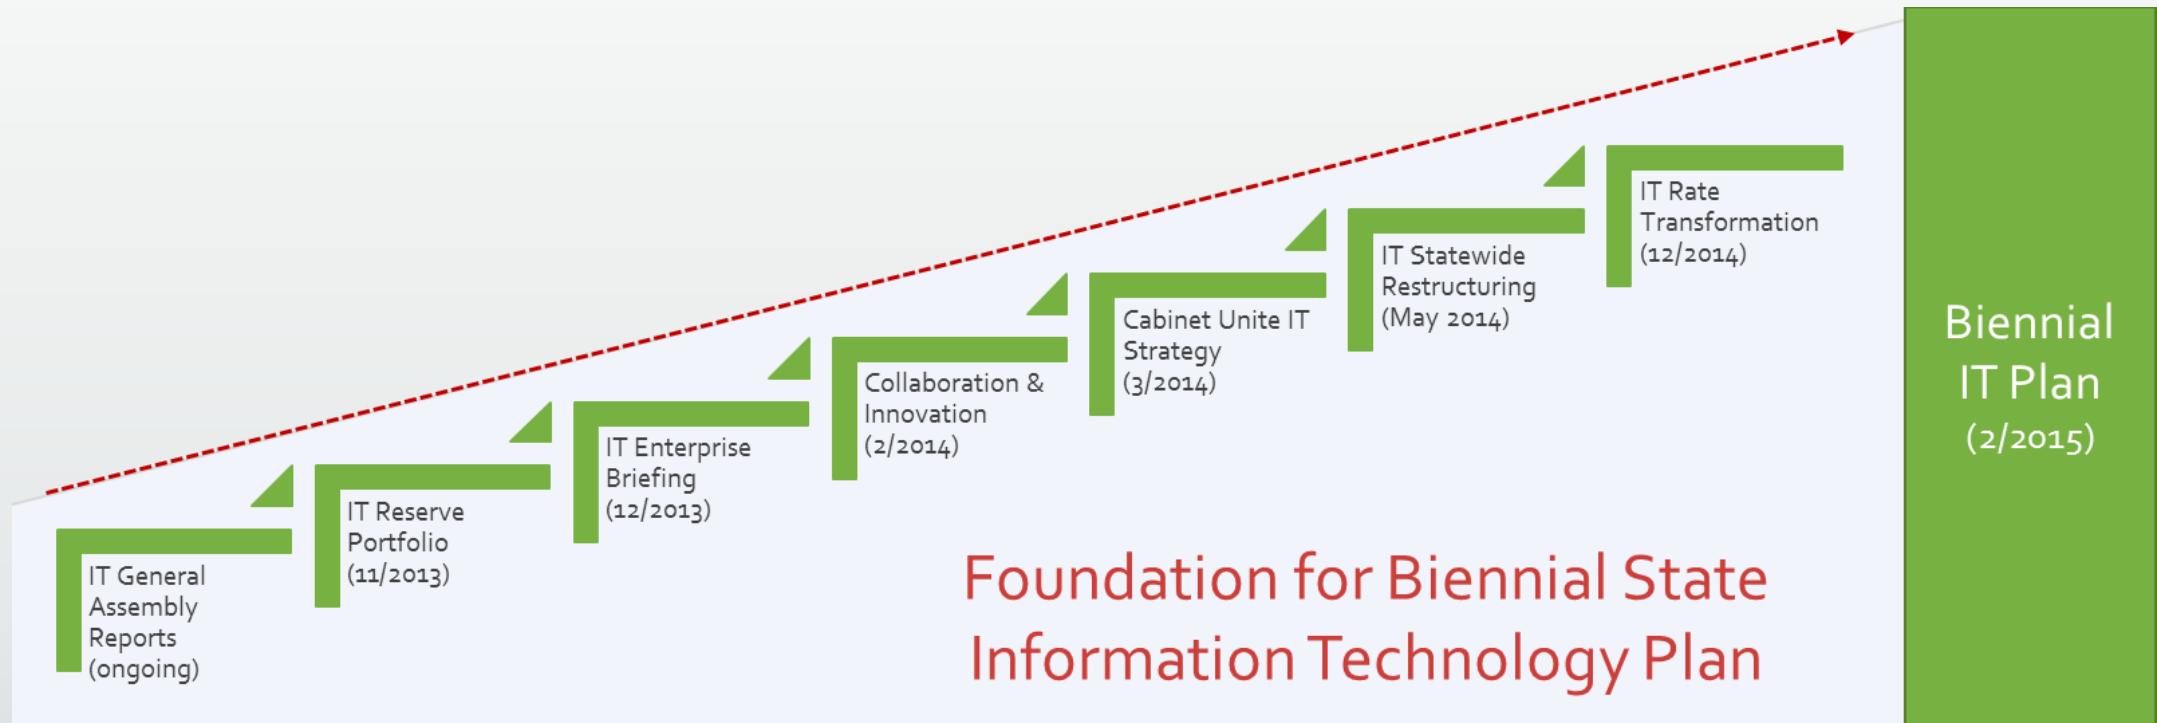 IT General
Assembly
Reports
(ongoing)
IT Reserve
Portfolio
(11/2013)
IT Enterprise
Briefing
(12/2013)
Collaboration &
Innovation
(2/2014)
Cabinet Unite IT
Strategy
(3/2014)
IT Statewide
Restructuring
(May 2014)
IT Rate
Transformation
(12/2014)
Biennial
IT Plan
(2/2015)
Foundation for Biennial State
Information Technology Plan